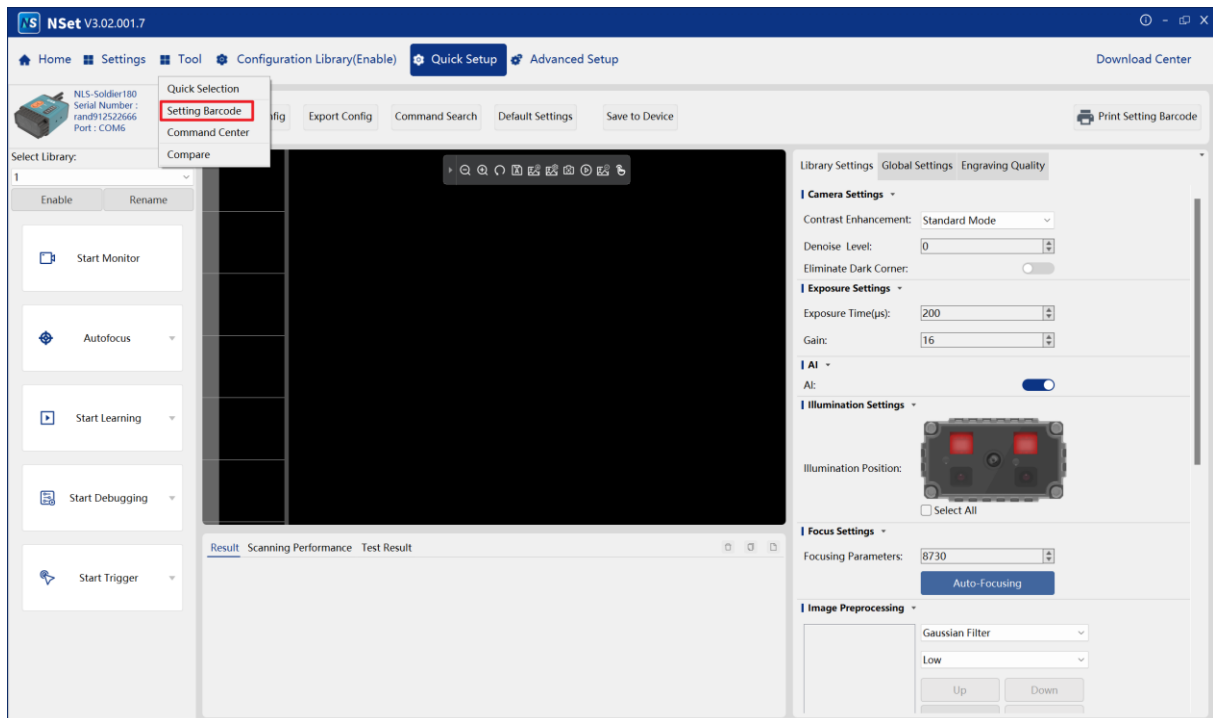 NS NSet V3.02.001.7
Home Settings Tool Configuration Library(Enable) Quick Setup Advanced Setup Download Center
NLS-Soldier180
Serial Number :
rand912522666
Port : COM6
Quick Selection
Setting Barcode
Command Center
Compare
Export Config Command Search Default Settings Save to Device Print Setting Barcode
Select Library:
1
Enable Rename
Start Monitor
Autofocus
Start Learning
Start Debugging
Start Trigger
Result Scanning Performance Test Result
Library Settings Global Settings Engraving Quality
Camera Settings
Contrast Enhancement: Standard Mode
Denoise Level: 0
Eliminate Dark Corner:
Exposure Settings
Exposure Time(μs): 200
Gain: 16
AI
AI:
Illumination Settings
Illumination Position:
Select All
Focus Settings
Focusing Parameters: 8730
Auto-Focusing
Image Preprocessing
Gaussian Filter
Low
Up Down